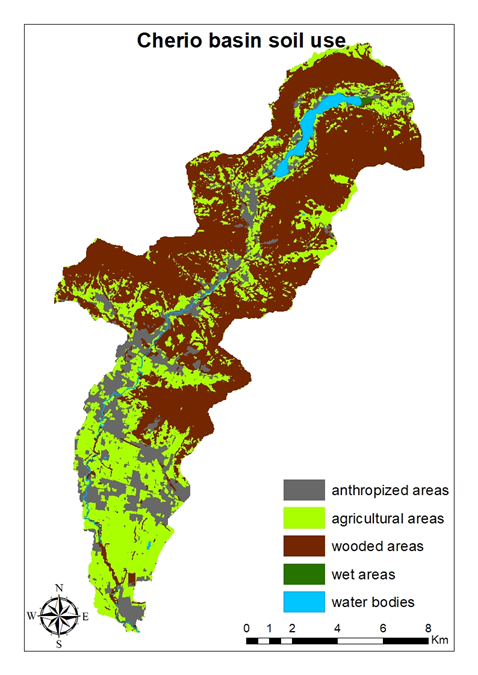 Cherio basin soil use
anthropized areas
agricultural areas
wooded areas
wet areas
water bodies
N
W E
S
0 1 2 4 6 8
Km